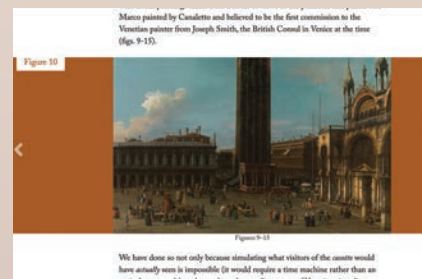 Marco painted by Canaletto and believed to be the first commission to the
Venetian painter from Joseph Smith, the British Consul in Venice at the time
(figs. 9-15).
Figure 10
Figures 9–15
We have done so not only because simulating what visitors of the casotto would
have actually seen is impossible (it would require a time machine rather than an